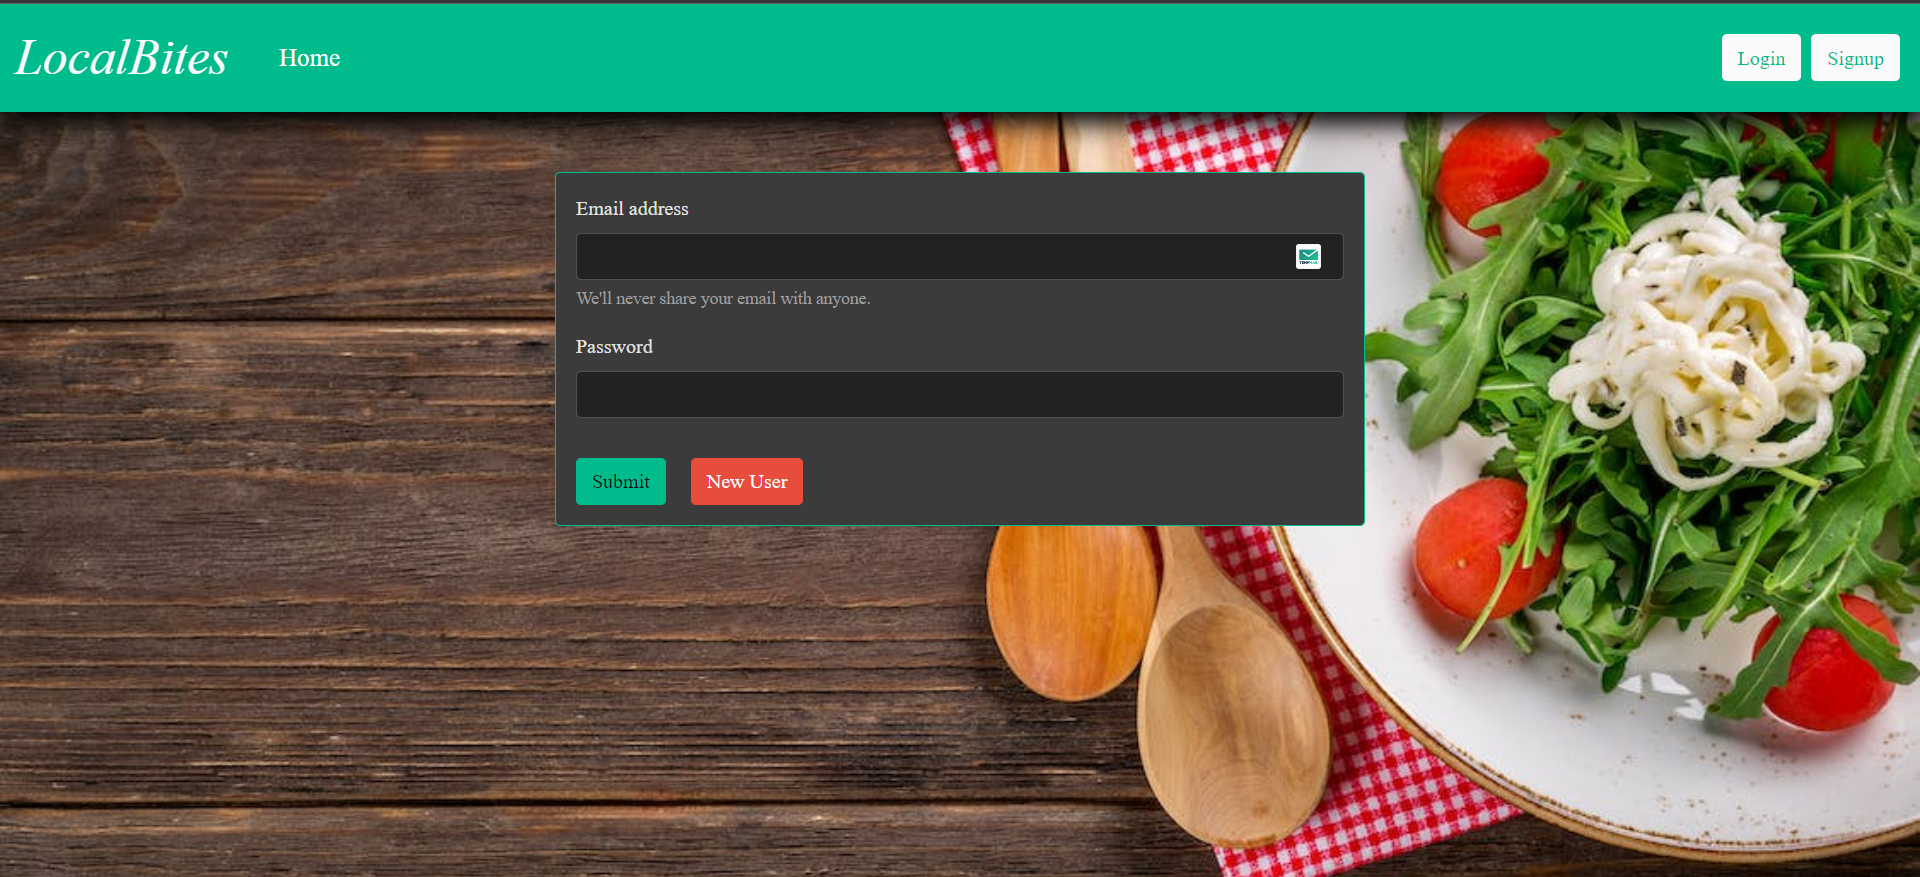 LocalBites Home Login Signup
Email address
We'll never share your email with anyone.
Password
Submit New User